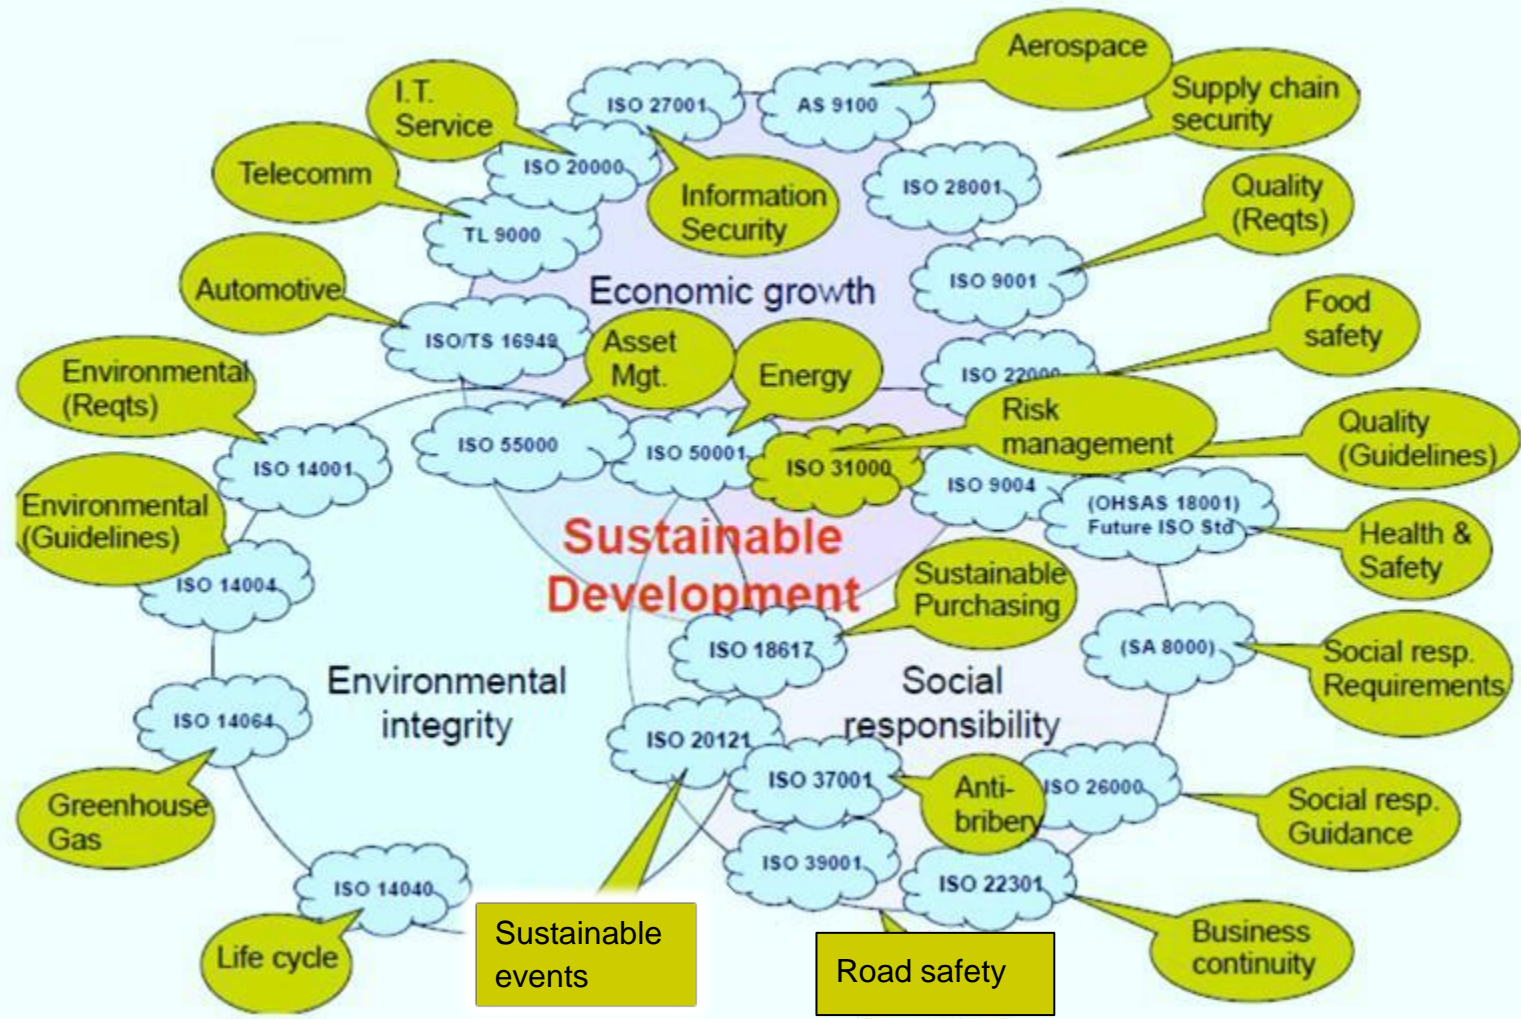 Aerospace
I.T.
Service
ISO 27001
AS 9100
Supply chain
security
Telecomm
ISO 20000
ISO 28001
Information
Security
Quality
(Reqts)
TL 9000
Automotive
Economic growth
ISO 9001
ISO/TS 16949
Asset
Mgt.
Energy
Food
safety
ISO 22000
Environmental
(Reqts)
Risk
management
Quality
(Guidelines)
ISO 14001
ISO 55000
ISO 50001
ISO 31000
ISO 9004
(OHSAS 18001)
Future ISO Std
Environmental
(Guidelines)
Sustainable
Development
Health &
Safety
ISO 14004
Sustainable
Purchasing
ISO 18617
(SA 8000)
Social resp.
Requirements
Environmental
integrity
Social
responsibility
ISO 14064
ISO 20121
ISO 37001
Anti-
bribery
ISO 26000
Social resp.
Guidance
Greenhouse
Gas
ISO 39001
ISO 22301
ISO 14040
Life cycle
Sustainable
events
Road safety
Business
continuity